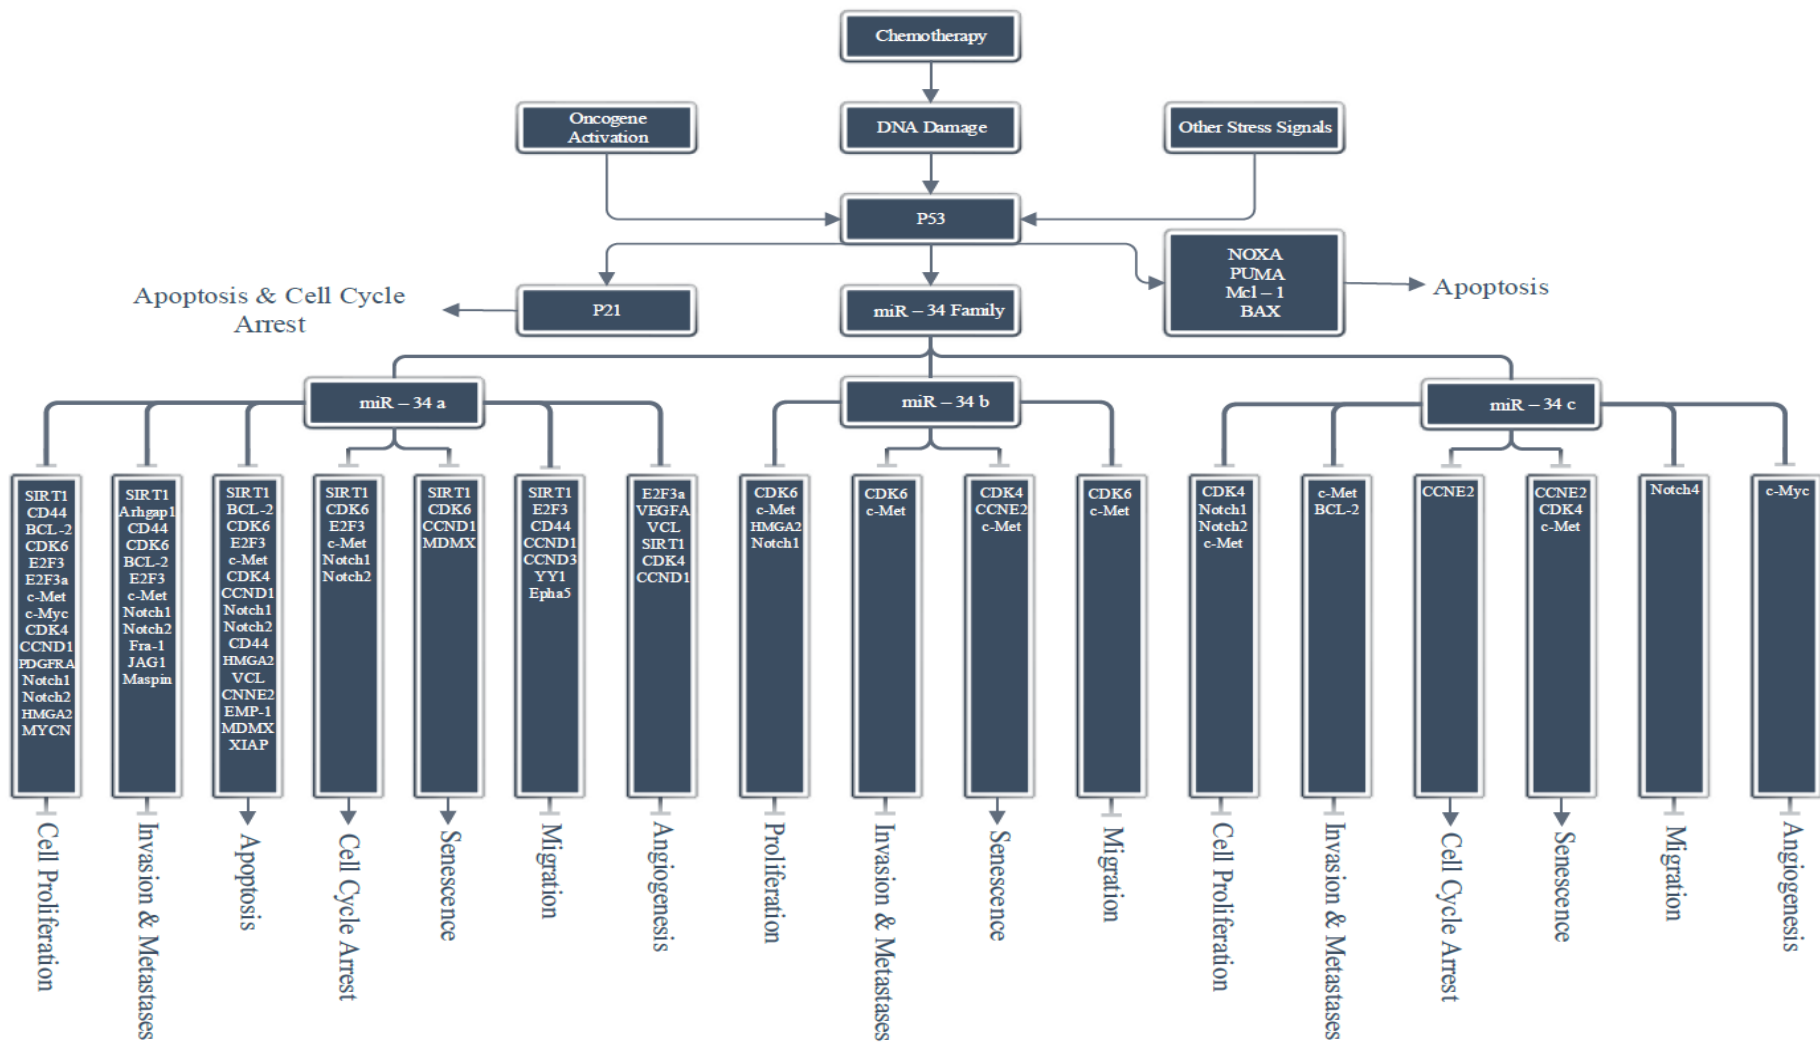 Chemotherapy
Oncogene
Activation
DNA Damage
Other Stress Signals
P53
NOXA
PUMA
Mcl – 1
BAX
Apoptosis
Apoptosis & Cell Cycle
Arrest
P21
miR – 34 Family
miR – 34 a
miR – 34 b
miR – 34 c
SIRT1
CD44
BCL-2
CDK6
E2F3
E2F3a
c-Met
c-Myc
CDK4
CCND1
PDGFRA
Notch1
Notch2
HMGA2
MYCN
SIRT1
Arhgap1
CD44
CDK6
BCL-2
E2F3
c-Met
Notch1
Notch2
Fra-1
JAG1
Maspin
SIRT1
BCL-2
CDK6
E2F3
c-Met
CDK4
CCND1
Notch1
Notch2
CD44
HMGA2
VCL
CNNE2
EMP-1
MDMX
XIAP
SIRT1
CDK6
E2F3
c-Met
Notch1
Notch2
SIRT1
CDK6
CCND1
MDMX
SIRT1
E2F3
CD44
CCND1
CCND3
YY1
Epha5
E2F3a
VEGFA
VCL
SIRT1
CDK4
CCND1
CDK6
c-Met
HMGA2
Notch1
CDK6
c-Met
CDK4
CCNE2
c-Met
CDK6
c-Met
CDK4
Notch1
Notch2
c-Met
c-Met
BCL-2
CCNE2
CCNE2
CDK4
c-Met
Notch4
c-Myc
Cell Proliferation
Invasion & Metastases
Apoptosis
Cell Cycle Arrest
Senescence
Migration
Angiogenesis
Proliferation
Invasion & Metastases
Senescence
Migration
Cell Proliferation
Invasion & Metastases
Cell Cycle Arrest
Senescence
Migration
Angiogenesis